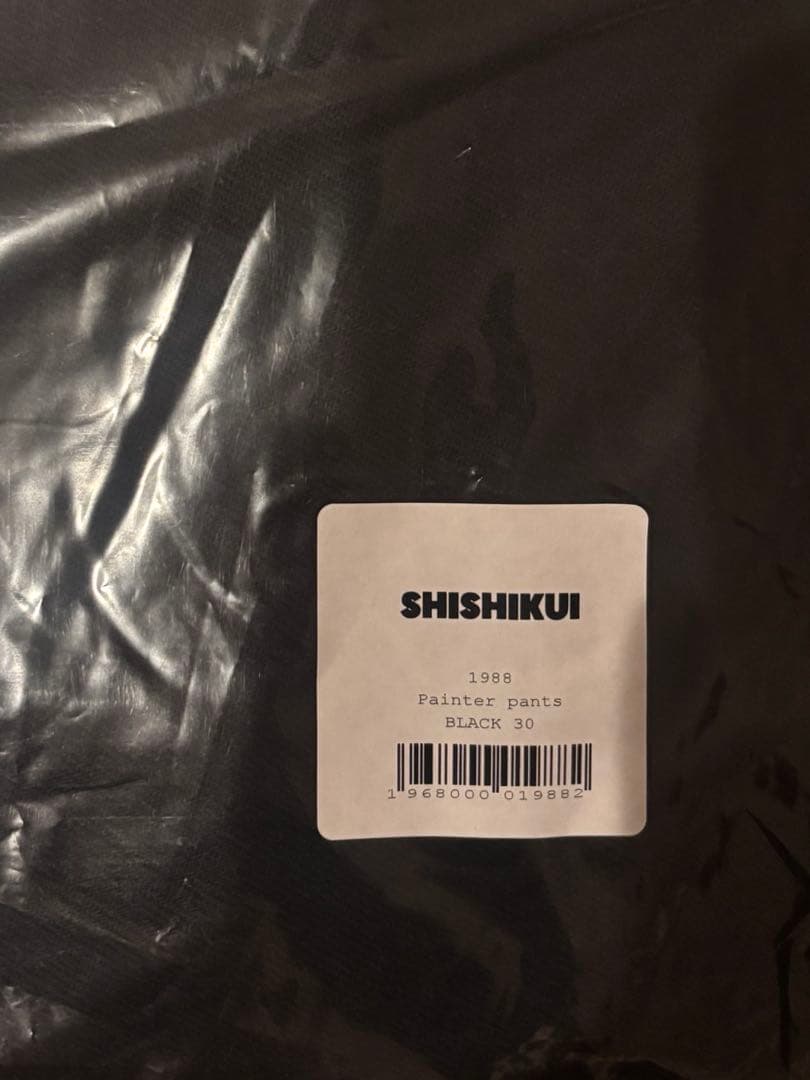 SHISHIKUI
1988
Painter pants
BLACK 30
1 968000 019882